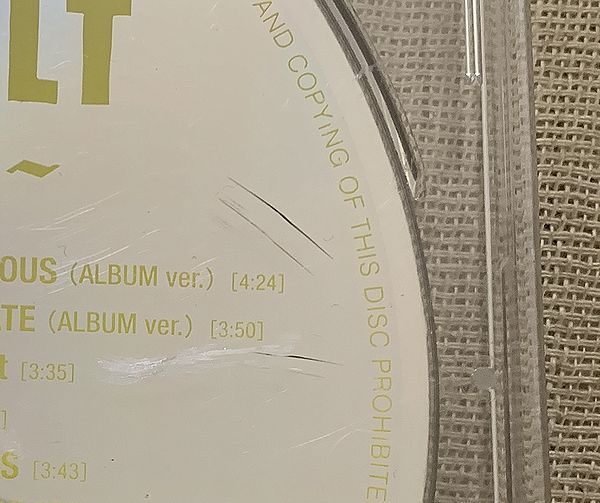 LT
~
OUS (ALBUM ver.) [4:24]
TE (ALBUM ver.) [3:50]
t [3:35]
]
S [3:43]
AND COPYING OF THIS DISC PROHIBITE